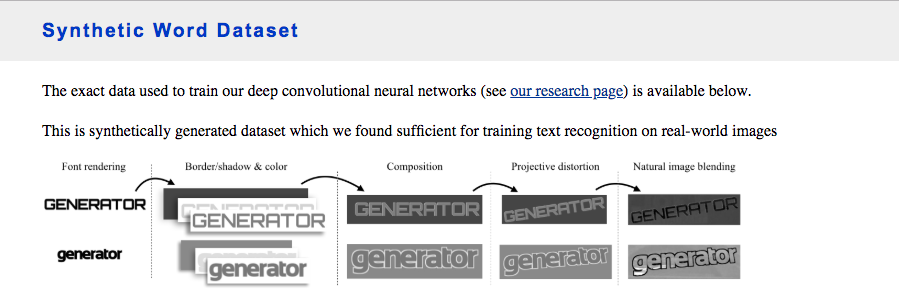 Synthetic Word Dataset
The exact data used to train our deep convolutional neural networks (see our research page) is available below.
This is synthetically generated dataset which we found sufficient for training text recognition on real-world images
Font rendering Border/shadow & color Composition Projective distortion Natural image blending
GENERATOR GENERATOR GENERATOR GENERATOR GENERATOR
generator generator generator generator generator